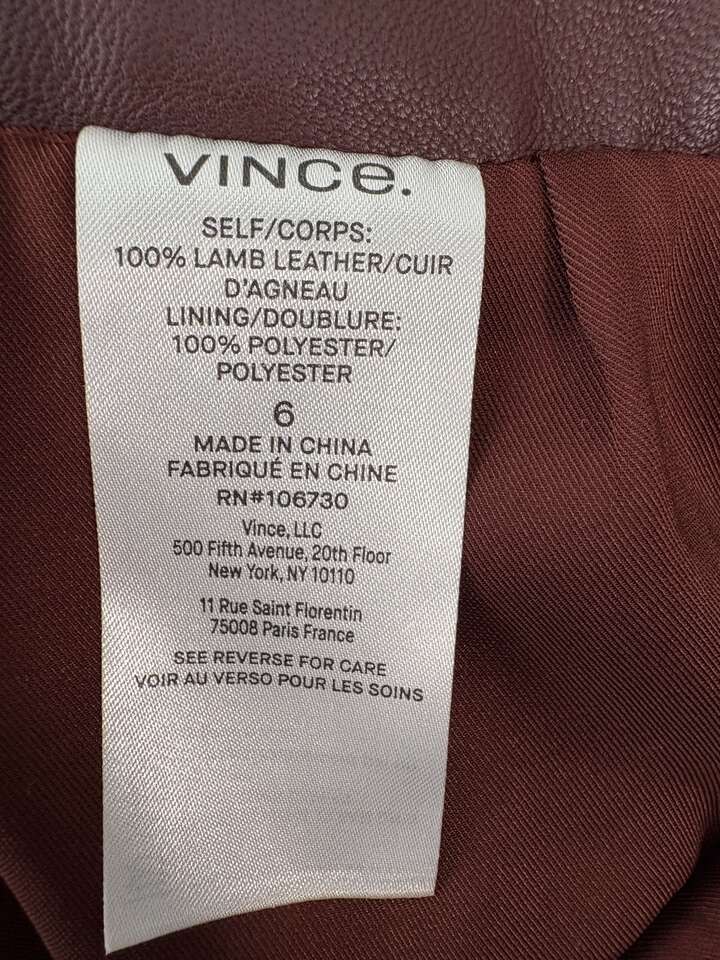 VINCe.
SELF/CORPS:
100% LAMB LEATHER/CUIR
D'AGNEAU
LINING/DOUBLURE:
100% POLYESTER/
POLYESTER
6
MADE IN CHINA
FABRIQUÉ EN CHINE
RN#106730
Vince, LLC
500 Fifth Avenue, 20th Floor
New York, NY 10110
11 Rue Saint Florentin
75008 Paris France
SEE REVERSE FOR CARE
VOIR AU VERSO POUR LES SOINS